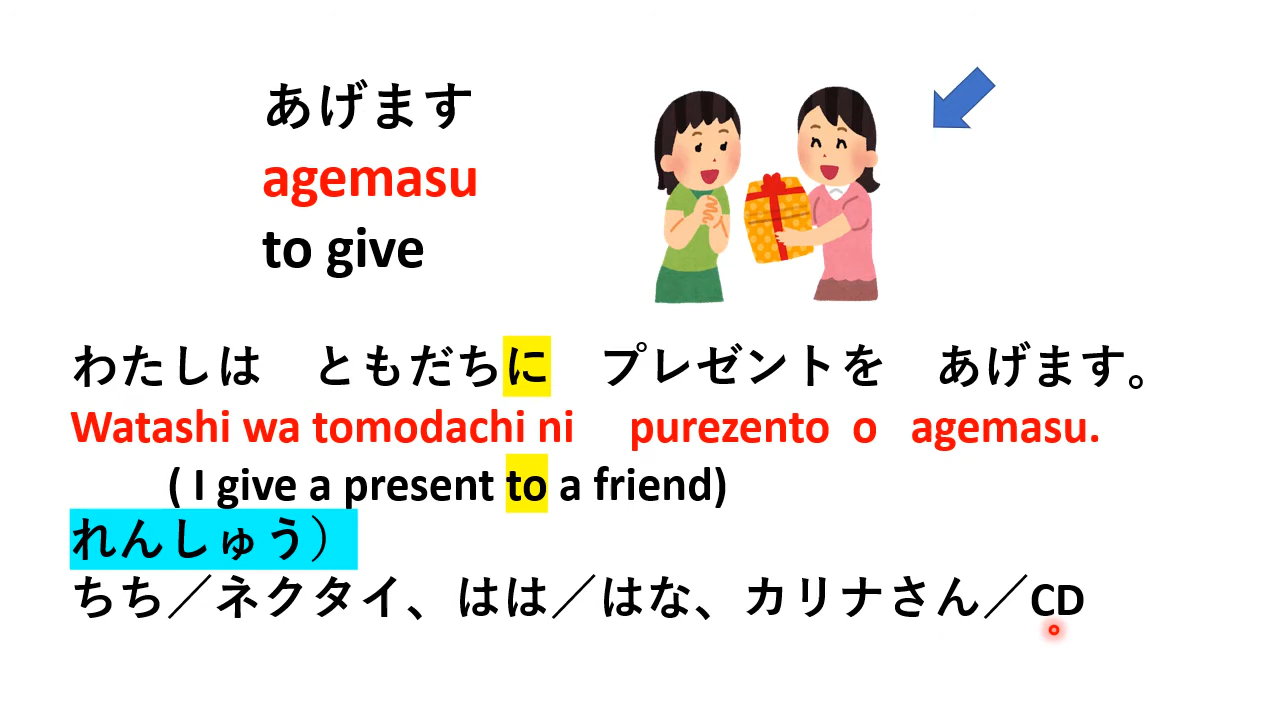 あげます
agemasu
to give
わたしは　ともだちに　プレゼントを　あげます。
Watashi wa tomodachi ni purezento o agemasu.
( I give a present to a friend)
れんしゅう）
ちち／ネクタイ、はは／はな、カリナさん／CD